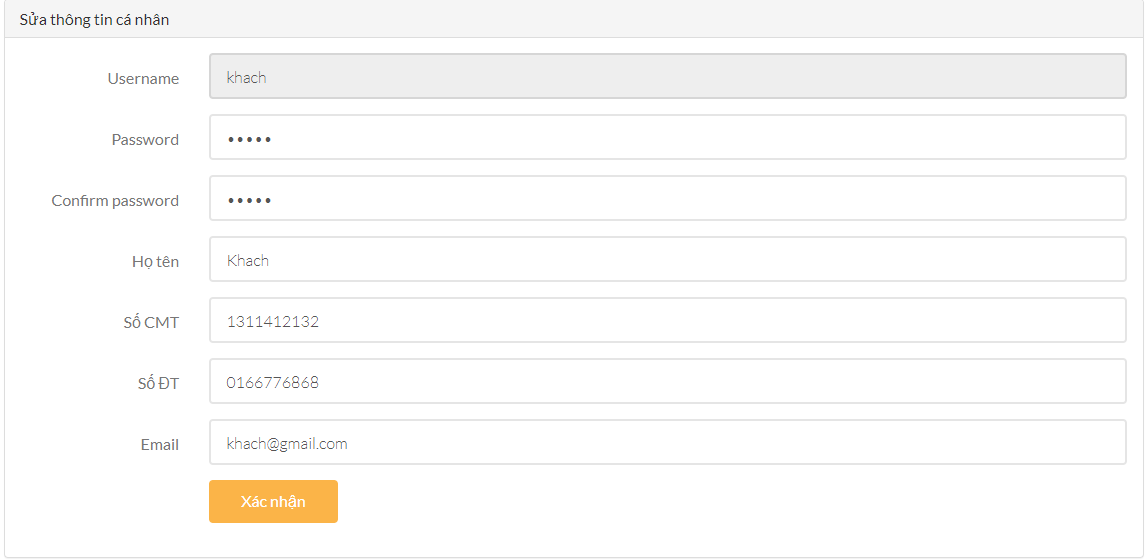 Sửa thông tin cá nhân
Username khach
Password •••••
Confirm password •••••
Họ tên Khach
Số CMT 1311412132
Số ĐT 0166776868
Email khach@gmail.com
Xác nhận